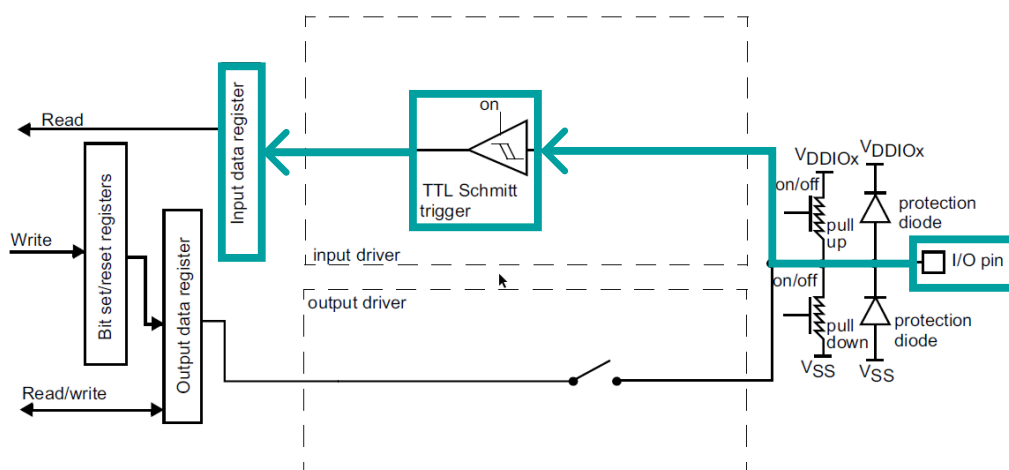 Read
Write
Read/write
Bit set/reset registers
Input data register
Output data register
on
TTL Schmitt
trigger
input driver
output driver
VDDIOx
VDDIOx
on/off
pull
up
protection
diode
I/O pin
on/off
pull
down
protection
diode
VSS
VSS